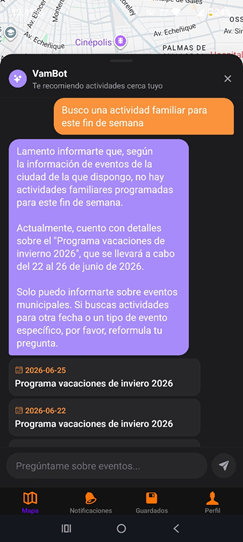 Monten
Av. Echeñique
Av. Echeñique
Cinépolis
PALMAS DE
VamBot
Te recomiendo actividades cerca tuyo
Busco una actividad familiar para
este fin de semana
Lamento informarte que, según
la información de eventos de la
ciudad de la que dispongo, no hay
actividades familiares programadas
para este fin de semana.
Actualmente, cuento con detalles
sobre el "Programa vacaciones de
invierno 2026", que se llevará a cabo
del 22 al 26 de junio de 2026.
Solo puedo informarte sobre eventos
municipales. Si buscas actividades
para otra fecha o un tipo de evento
específico, por favor, reformula tu
pregunta.
2026-06-25
Programa vacaciones de inviero 2026
2026-06-22
Programa vacaciones de inviero 2026
Pregúntame sobre eventos...
Mapa
Notificaciones
Guardados
Perfil